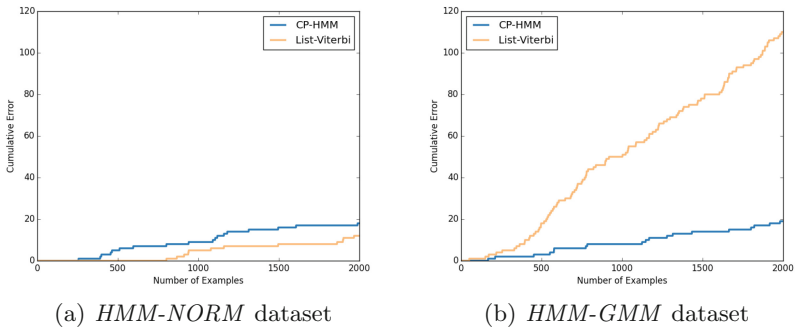 120
100
80
60
40
20
0
Cumulative Error
CP-HMM
List-Viterbi
0 500 1000 1500 2000
Number of Examples
(a) HMM-NORM dataset
120
100
80
60
40
20
0
Cumulative Error
CP-HMM
List-Viterbi
0 500 1000 1500 2000
Number of Examples
(b) HMM-GMM dataset